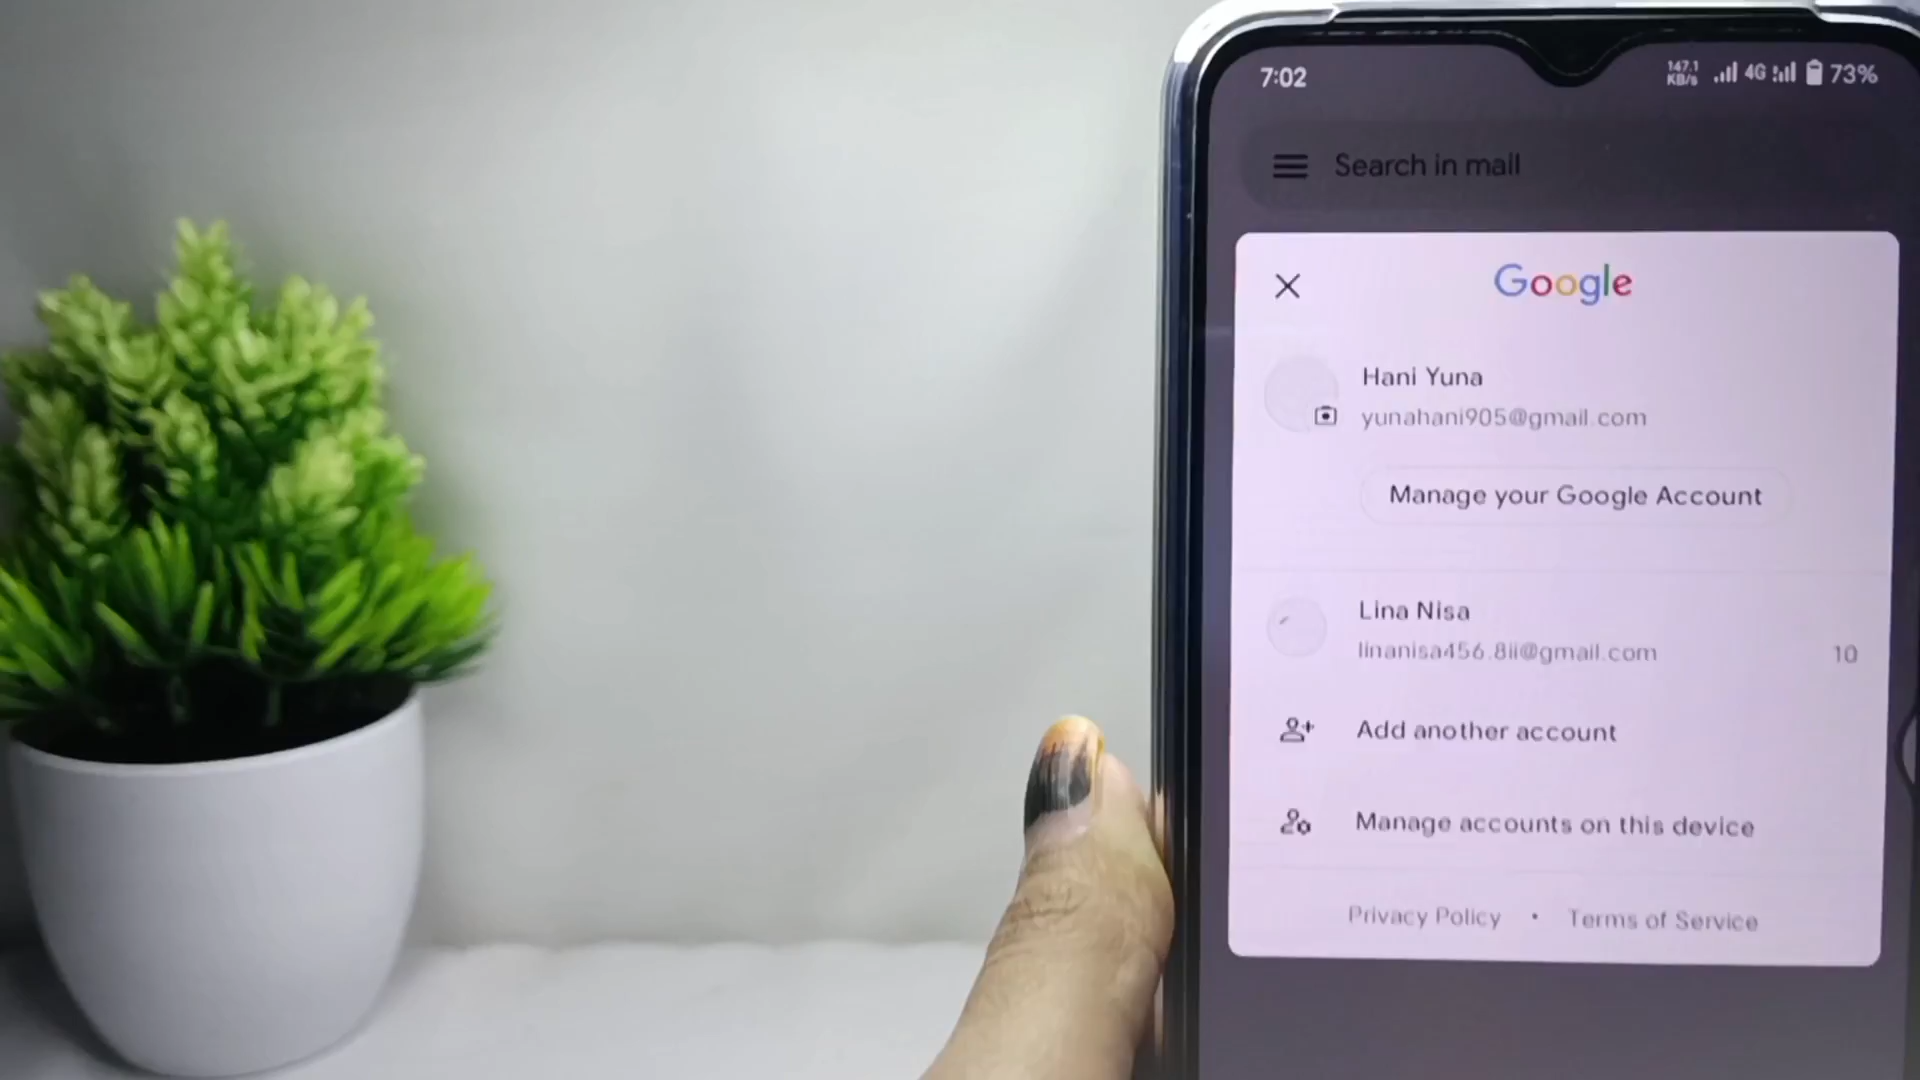 7:02
147.1 KB/s 4G 73%
Search in mail
Google
Hani Yuna
yunahani905@gmail.com
Manage your Google Account
Lina Nisa
linanisa456.8ii@gmail.com
10
Add another account
Manage accounts on this device
Privacy Policy • Terms of Service